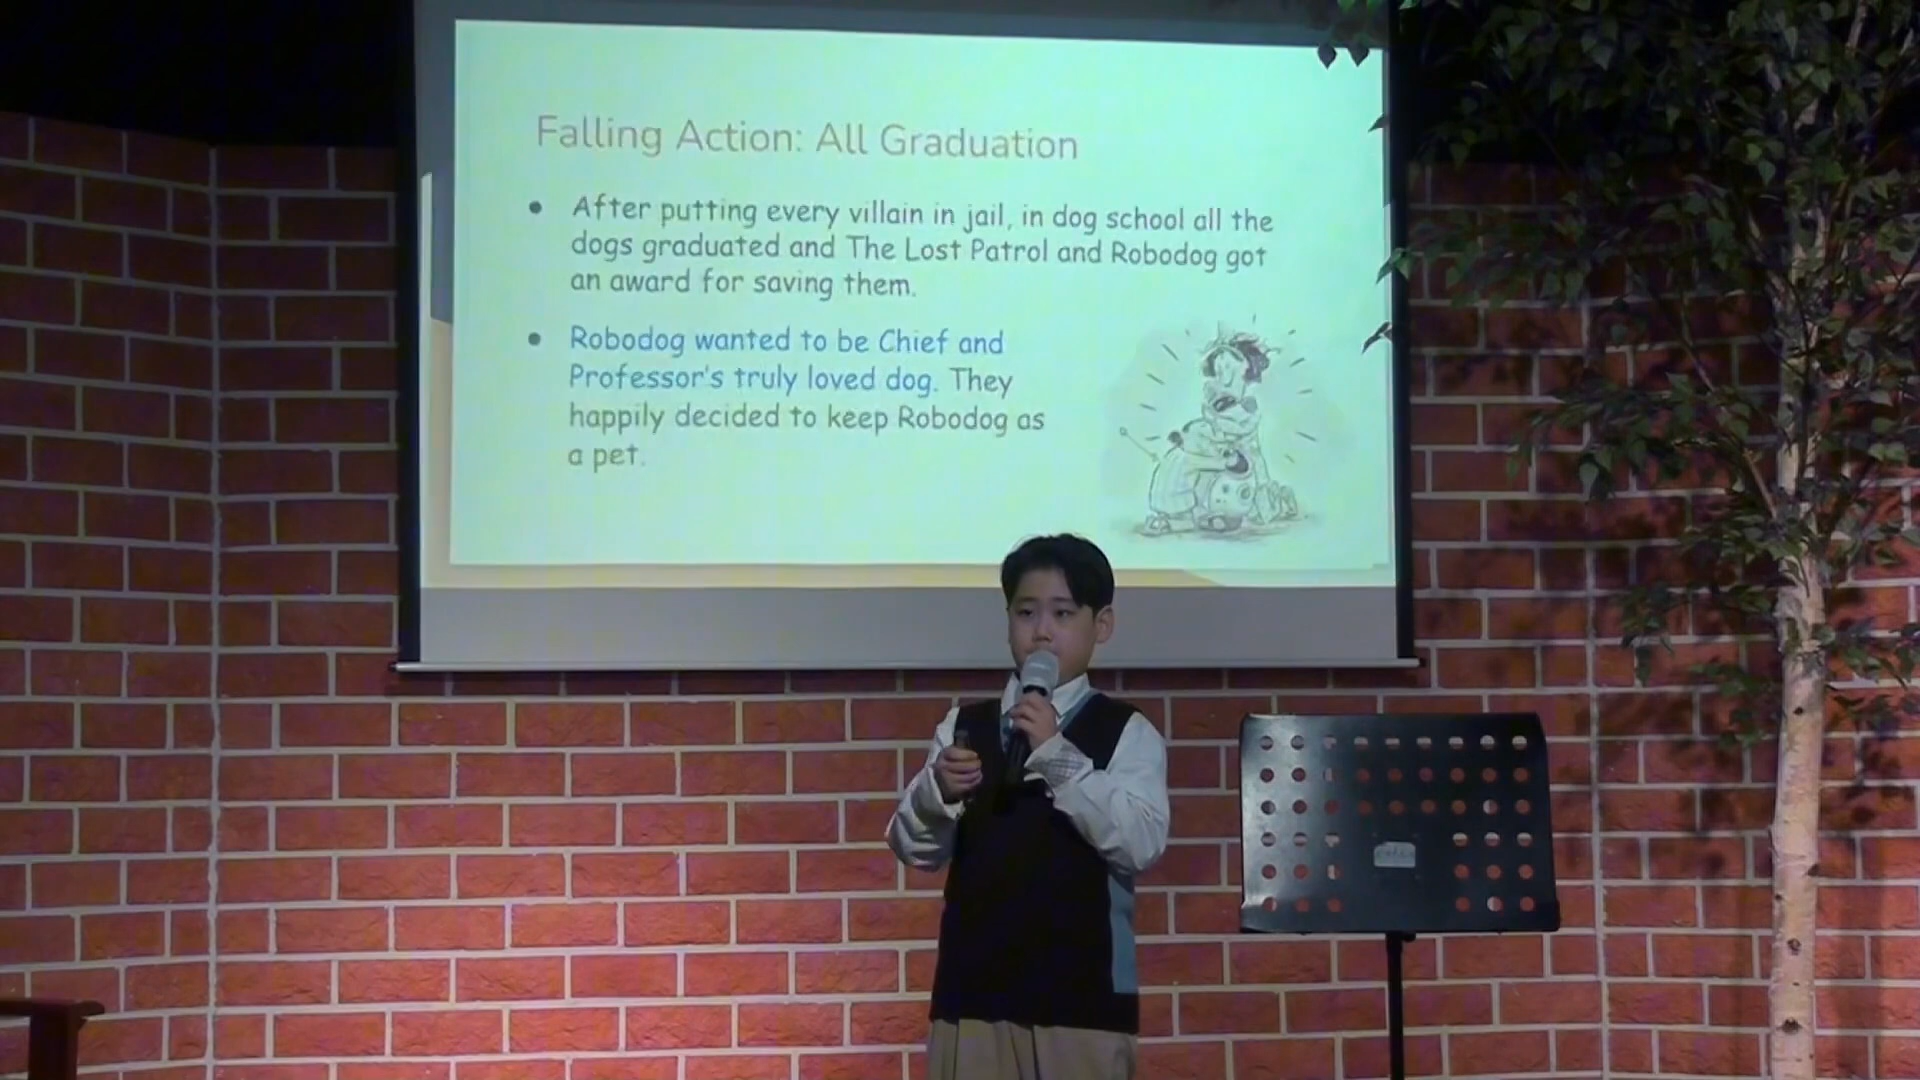 Falling Action: All Graduation
● After putting every villain in jail, in dog school all the
dogs graduated and The Lost Patrol and Robodog got
an award for saving them.
● Robodog wanted to be Chief and
Professor's truly loved dog. They
happily decided to keep Robodog as
a pet.